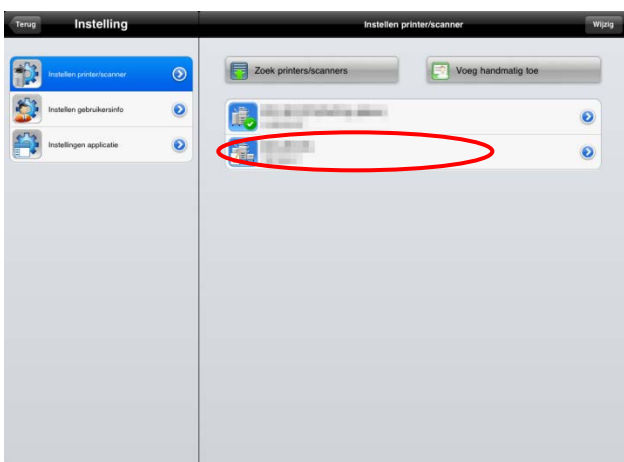 Terug
Instelling
Instellen printer/scanner
Wijzig
Instellen printer/scanner
Instellen gebruikersinfo
Instellingen applicatie
Zoek printers/scanners
Voeg handmatig toe